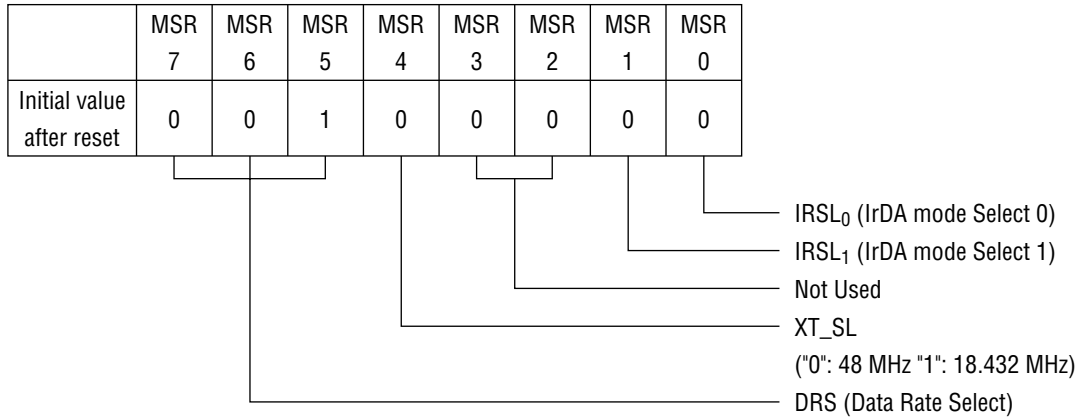 MSR MSR MSR MSR MSR MSR MSR MSR
7 6 5 4 3 2 1 0
Initial value after reset 0 0 1 0 0 0 0 0
IRSL0 (IrDA mode Select 0)
IRSL1 (IrDA mode Select 1)
Not Used
XT_SL
("0": 48 MHz "1": 18.432 MHz)
DRS (Data Rate Select)